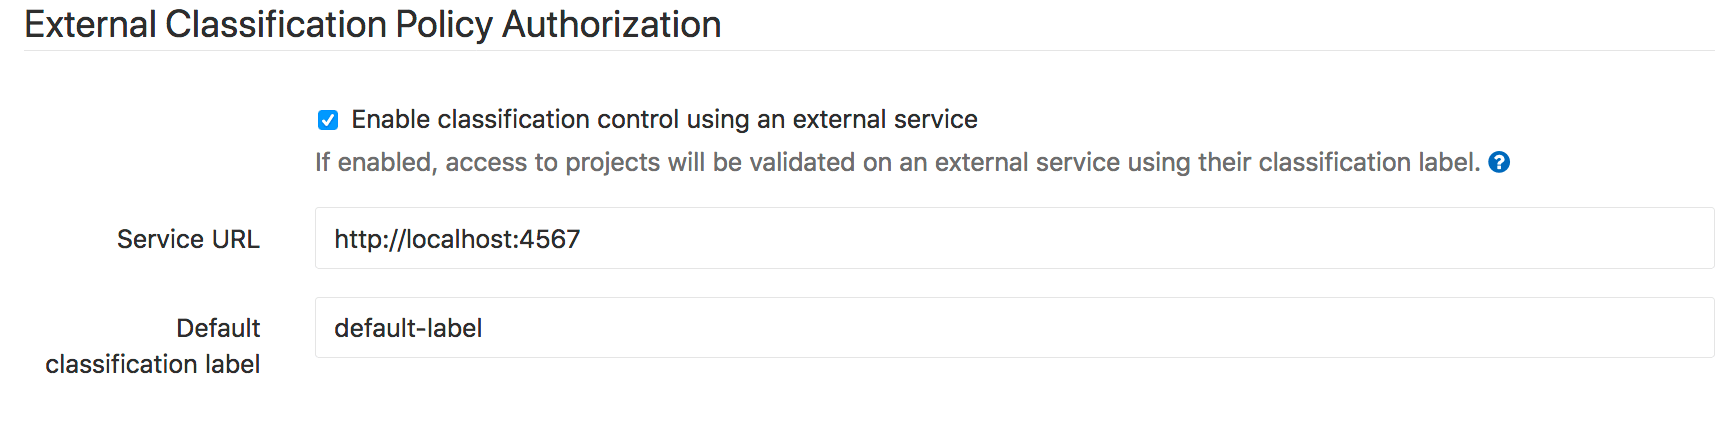 External Classification Policy Authorization
Enable classification control using an external service
If enabled, access to projects will be validated on an external service using their classification label. ?
Service URL
http://localhost:4567
Default
classification label
default-label